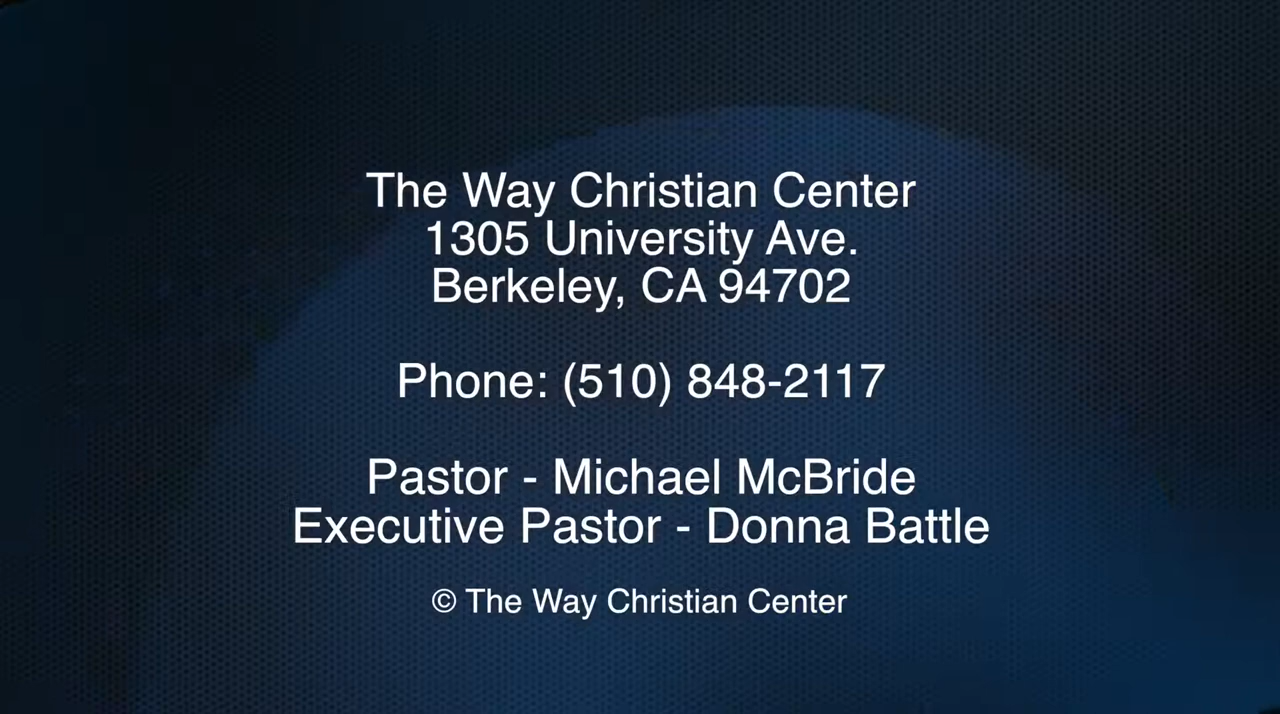 The Way Christian Center
1305 University Ave.
Berkeley, CA 94702
Phone: (510) 848-2117
Pastor - Michael McBride
Executive Pastor - Donna Battle
© The Way Christian Center